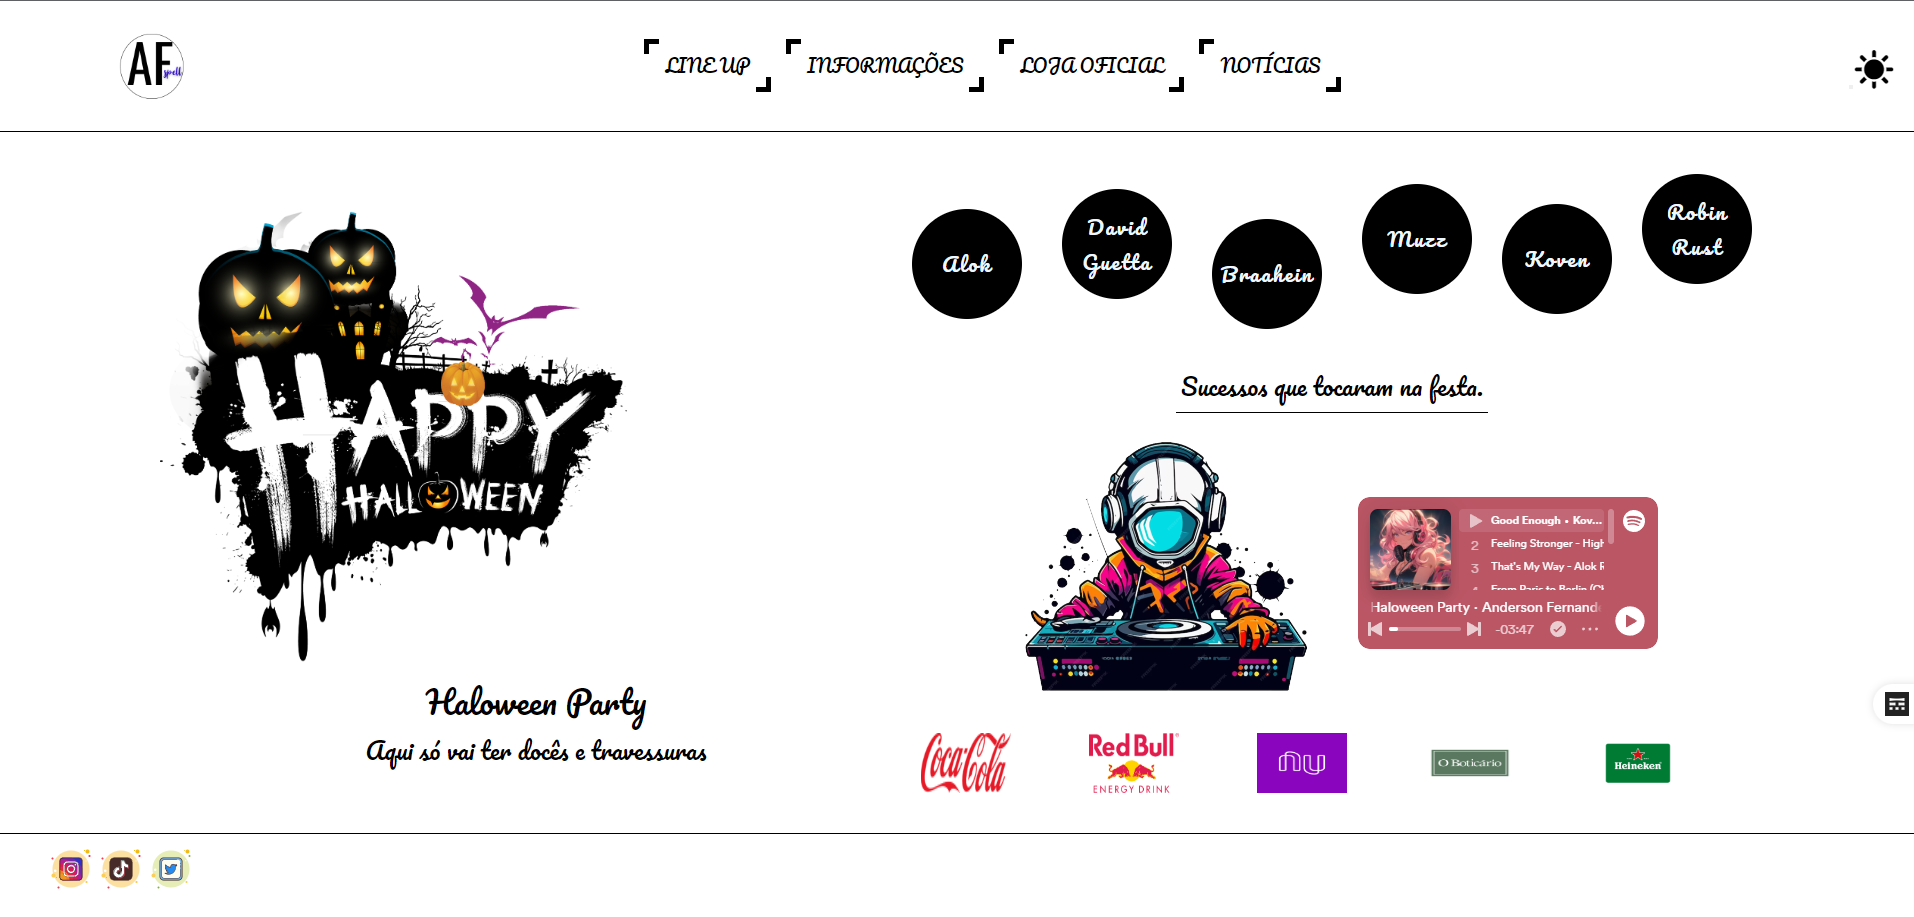 AF
spell
LINE UP
INFORMAÇÕES
LOJA OFICIAL
NOTÍCIAS
HAPPY
HALLOWEEN
Haloween Party
Aqui só vai ter docês e travessuras
Alok
David
Guetta
Braahein
Muzz
Koven
Robin
Rust
Sucessos que tocaram na festa.
Good Enough • Kov...
2 Feeling Stronger - High
3 That's My Way - Alok R
4 From Paris to Berlin (Cl
Haloween Party · Anderson Fernand
-03:47
Coca-Cola
Red Bull
ENERGY DRINK
nu
O Boticário
Heineken